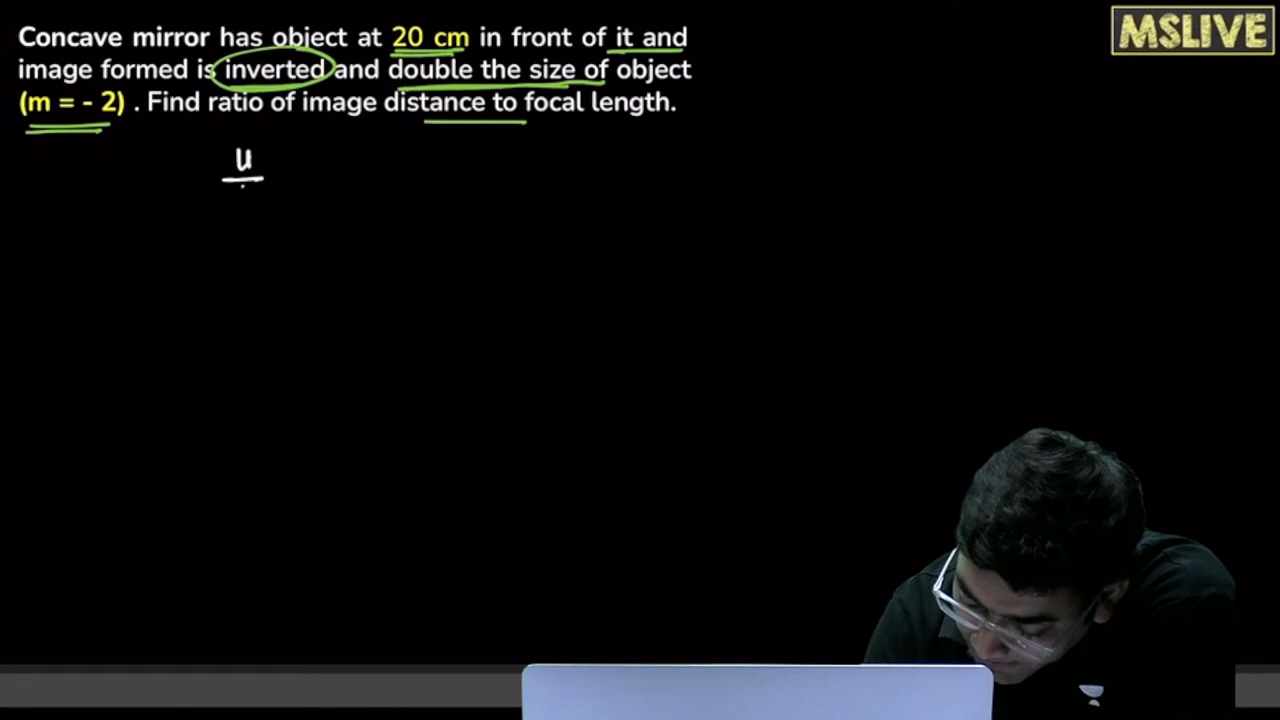 MSLIVE
Concave mirror has object at 20 cm in front of it and
image formed is inverted and double the size of object
(m = - 2) . Find ratio of image distance to focal length.
u